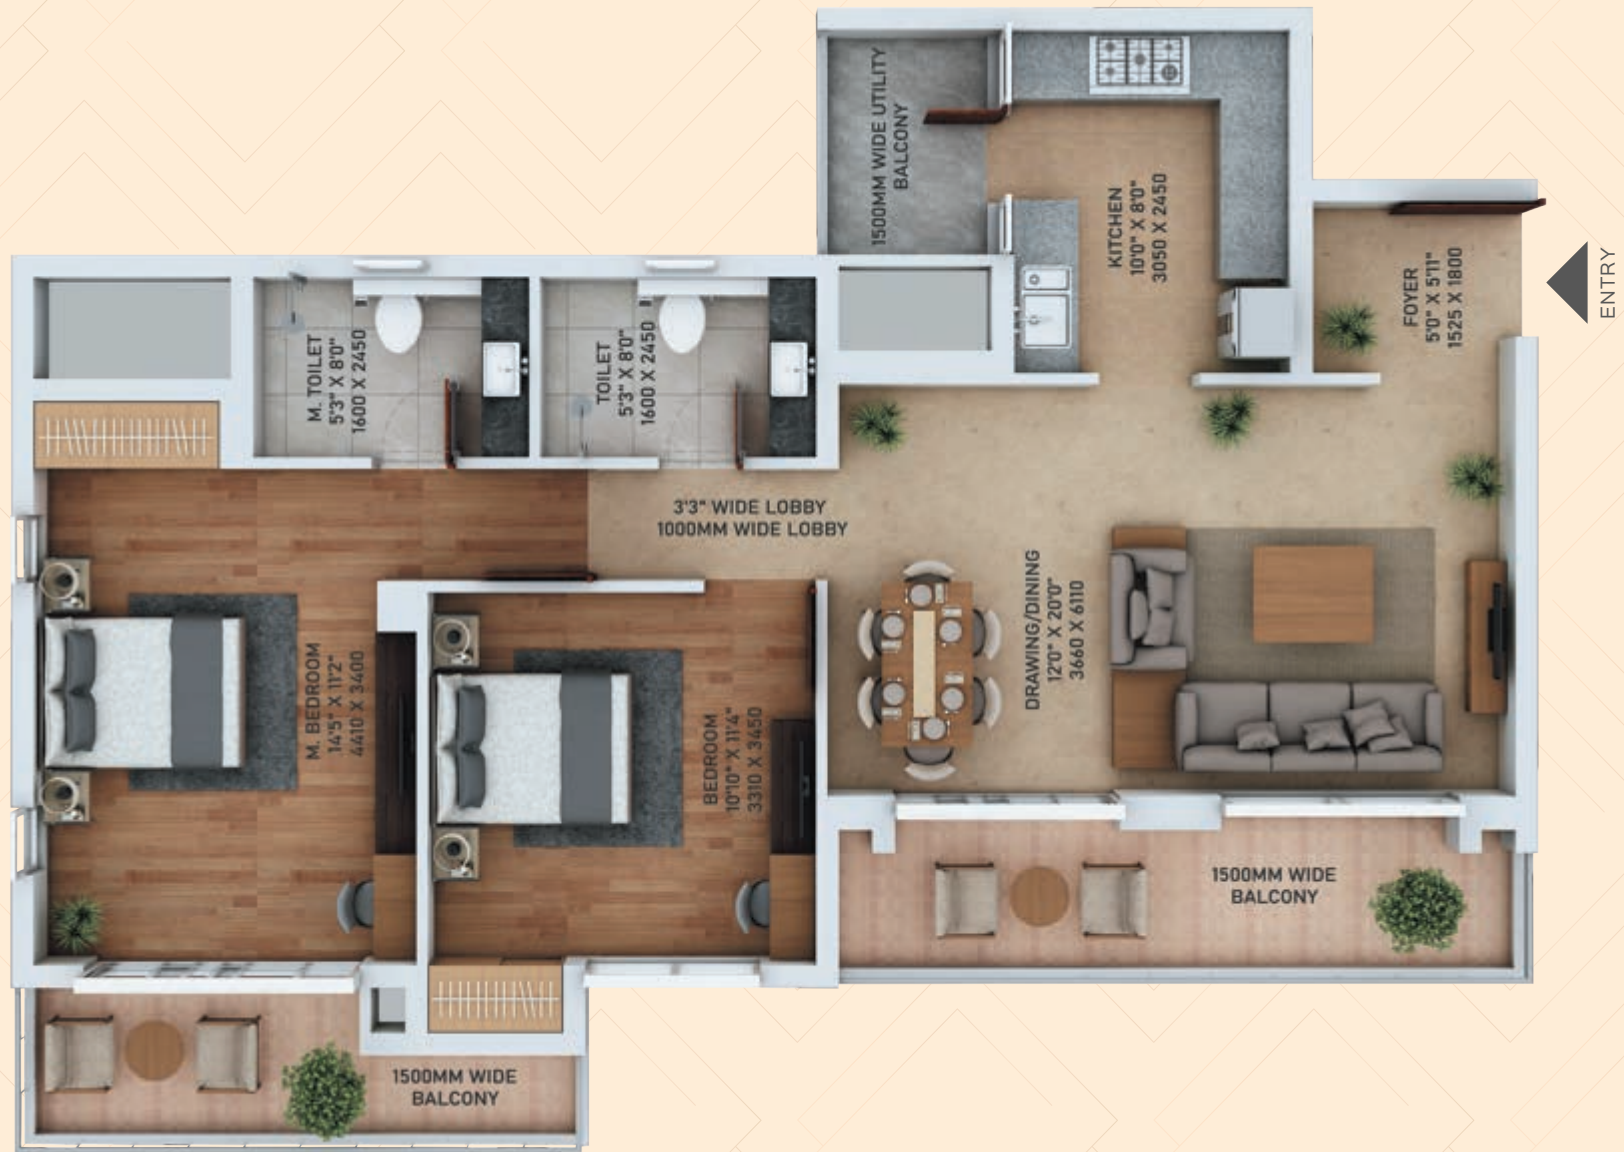 1500MM WIDE UTILITY
BALCONY
KITCHEN
10'0" X 8'0"
3050 X 2450
FOYER
5'0" X 5'11"
1525 X 1800
ENTRY
M. TOILET
5'3" X 8'0"
1600 X 2450
TOILET
5'3" X 8'0"
1600 X 2450
3'3" WIDE LOBBY
1000MM WIDE LOBBY
DRAWING/DINING
12'0" X 20'0"
3660 X 6110
M. BEDROOM
14'5" X 11'2"
4410 X 3400
BEDROOM
10'10" X 11'4"
3310 X 3450
1500MM WIDE
BALCONY
1500MM WIDE
BALCONY